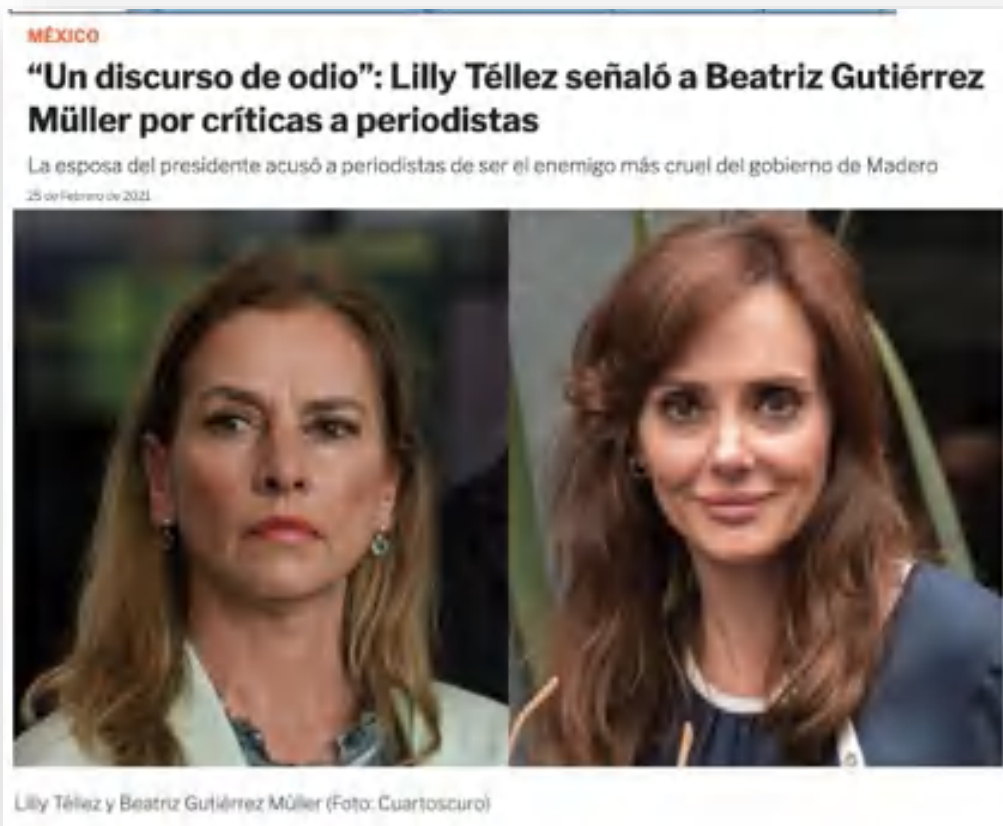 MÉXICO
“Un discurso de odio”: Lilly Téllez señaló a Beatriz Gutiérrez
Müller por críticas a periodistas
La esposa del presidente acusó a periodistas de ser el enemigo más cruel del gobierno de Madero
25 de Febrero de 2021
Lilly Téllez y Beatriz Gutiérrez Müller (Foto: Cuartoscuro)